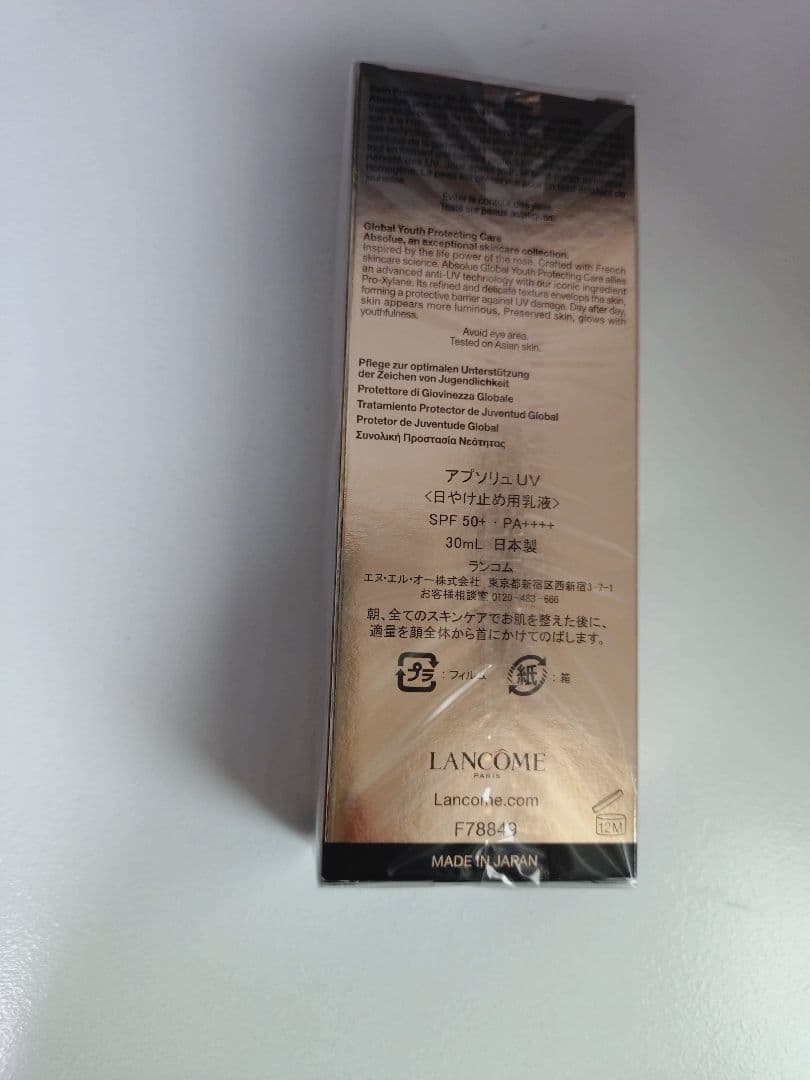 Absolue,
Éviter le contour des yeux.
Testé sur peaux asiatiques.
Global Youth Protecting Care
Absolue, an exceptional skincare collection.
Inspired by the life power of the rose. Crafted with French
skincare science, Absolue Global Youth Protecting Care allies
an advanced anti-UV technology with our iconic ingredient
Pro-Xylane. Its refined and delicate texture envelops the skin,
forming a protective barrier against UV damage. Day after day,
skin appears more luminous. Preserved skin, glows with
youthfulness.
Avoid eye area.
Tested on Asian skin.
Pflege zur optimalen Unterstützung
der Zeichen von Jugendlichkeit
Protettore di Giovinezza Globale
Tratamiento Protector de Juventud Global
Protetor de Juventude Global
Συνολική Προστασία Νεότητας
アプソリュ UV
<日やけ止め用乳液>
SPF 50+ · PA++++
30mL 日本製
ランコム
エヌ・エル・オー株式会社 東京都新宿区西新宿3-7-1
お客様相談室 0120-483-666
朝、全てのスキンケアでお肌を整えた後に、
適量を顔全体から首にかけてのばします。
プラ : フィルム 紙 : 箱
LANCÔME
PARIS
Lancome.com
F78849
12M
MADE IN JAPAN